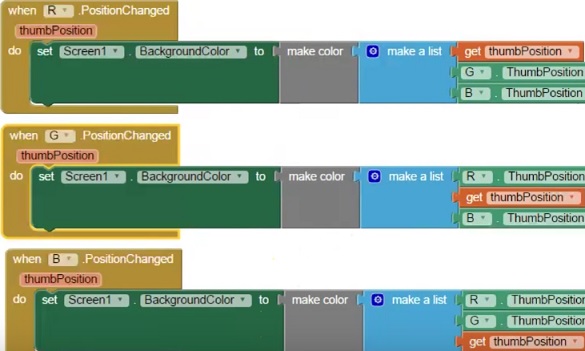 when R .PositionChanged
thumbPosition
do set Screen1 . BackgroundColor to make color make a list get thumbPosition
G . ThumbPosition
B . ThumbPosition
when G .PositionChanged
thumbPosition
do set Screen1 . BackgroundColor to make color make a list R . ThumbPosition
get thumbPosition
B . ThumbPosition
when B .PositionChanged
thumbPosition
do set Screen1 . BackgroundColor to make color make a list R . ThumbPosition
G . ThumbPosition
get thumbPosition